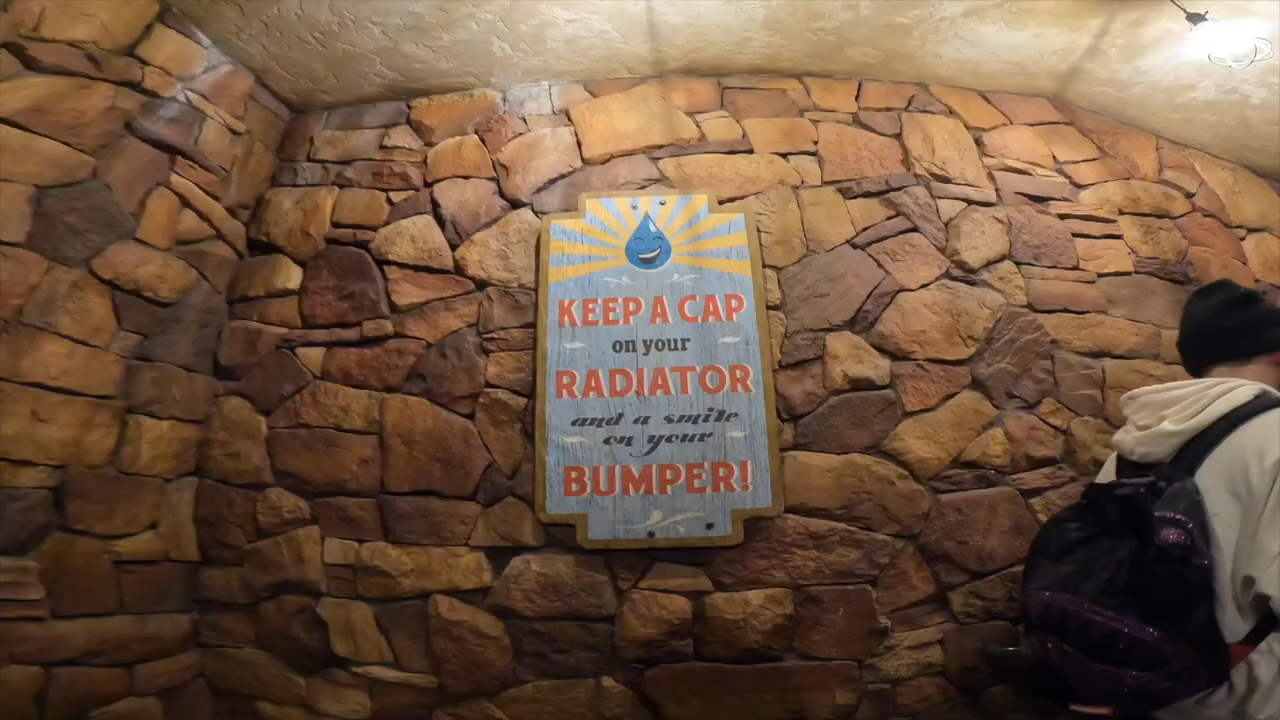 KEEP A CAP
on your
RADIATOR
and a smile
on your
BUMPER!